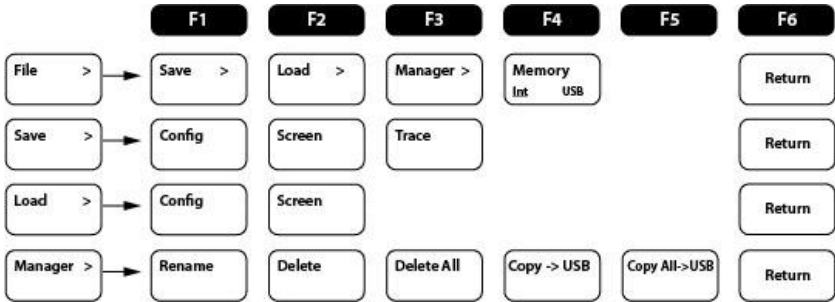 F1 F2 F3 F4 F5 F6
File > Save > Load > Manager > Memory Return
Int USB
Save > Config Screen Trace Return
Load > Config Screen Return
Manager > Rename Delete Delete All Copy -> USB Copy All->USB Return